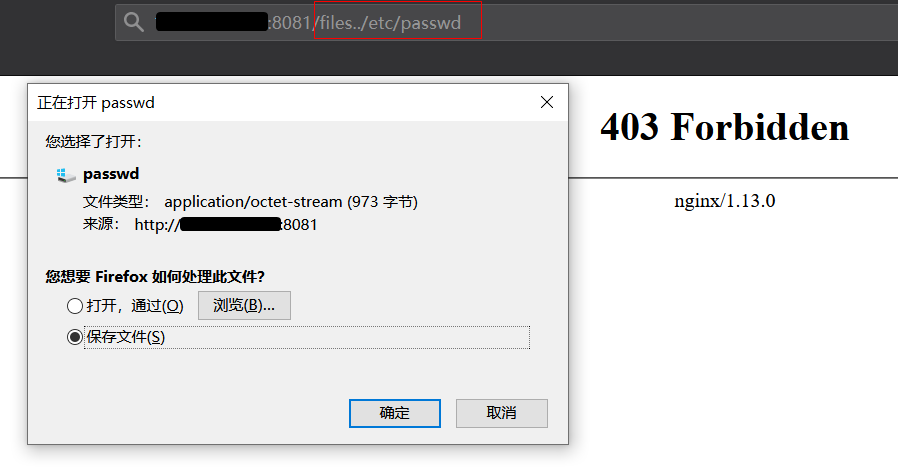 :8081/files../etc/passwd
正在打开 passwd
您选择了打开：
passwd
文件类型： application/octet-stream (973 字节)
来源： http:// :8081
您想要 Firefox 如何处理此文件?
打开，通过(O) 浏览(B)...
保存文件(S)
确定 取消
403 Forbidden
nginx/1.13.0